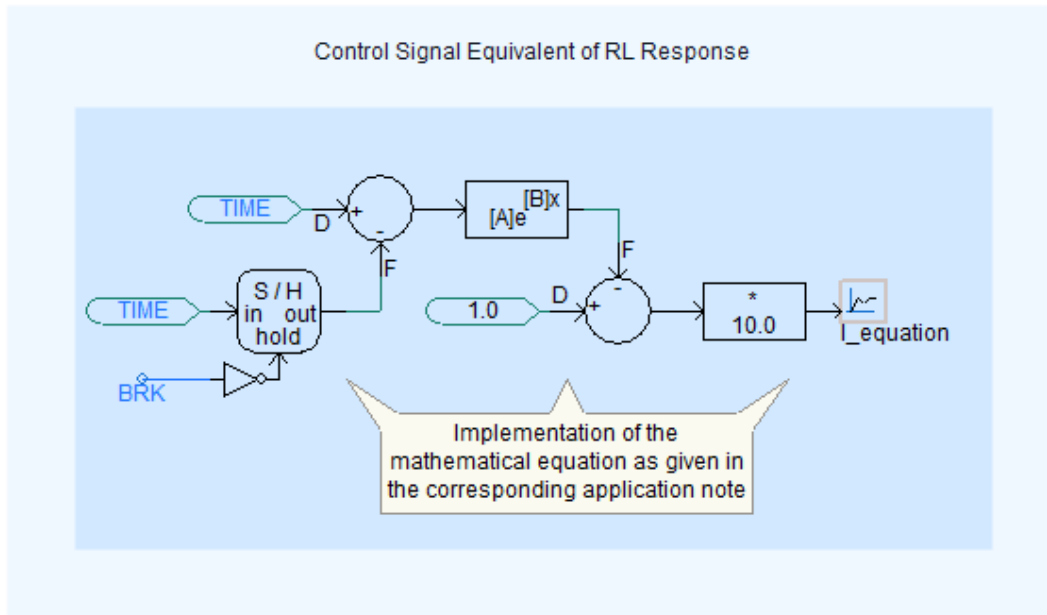 Control Signal Equivalent of RL Response
TIME
D
+
-
[A]e[B]x
F
TIME
S / H
in out
hold
F
1.0
D
+
-
*
10.0
I_equation
BRK
Implementation of the
mathematical equation as given in
the corresponding application note